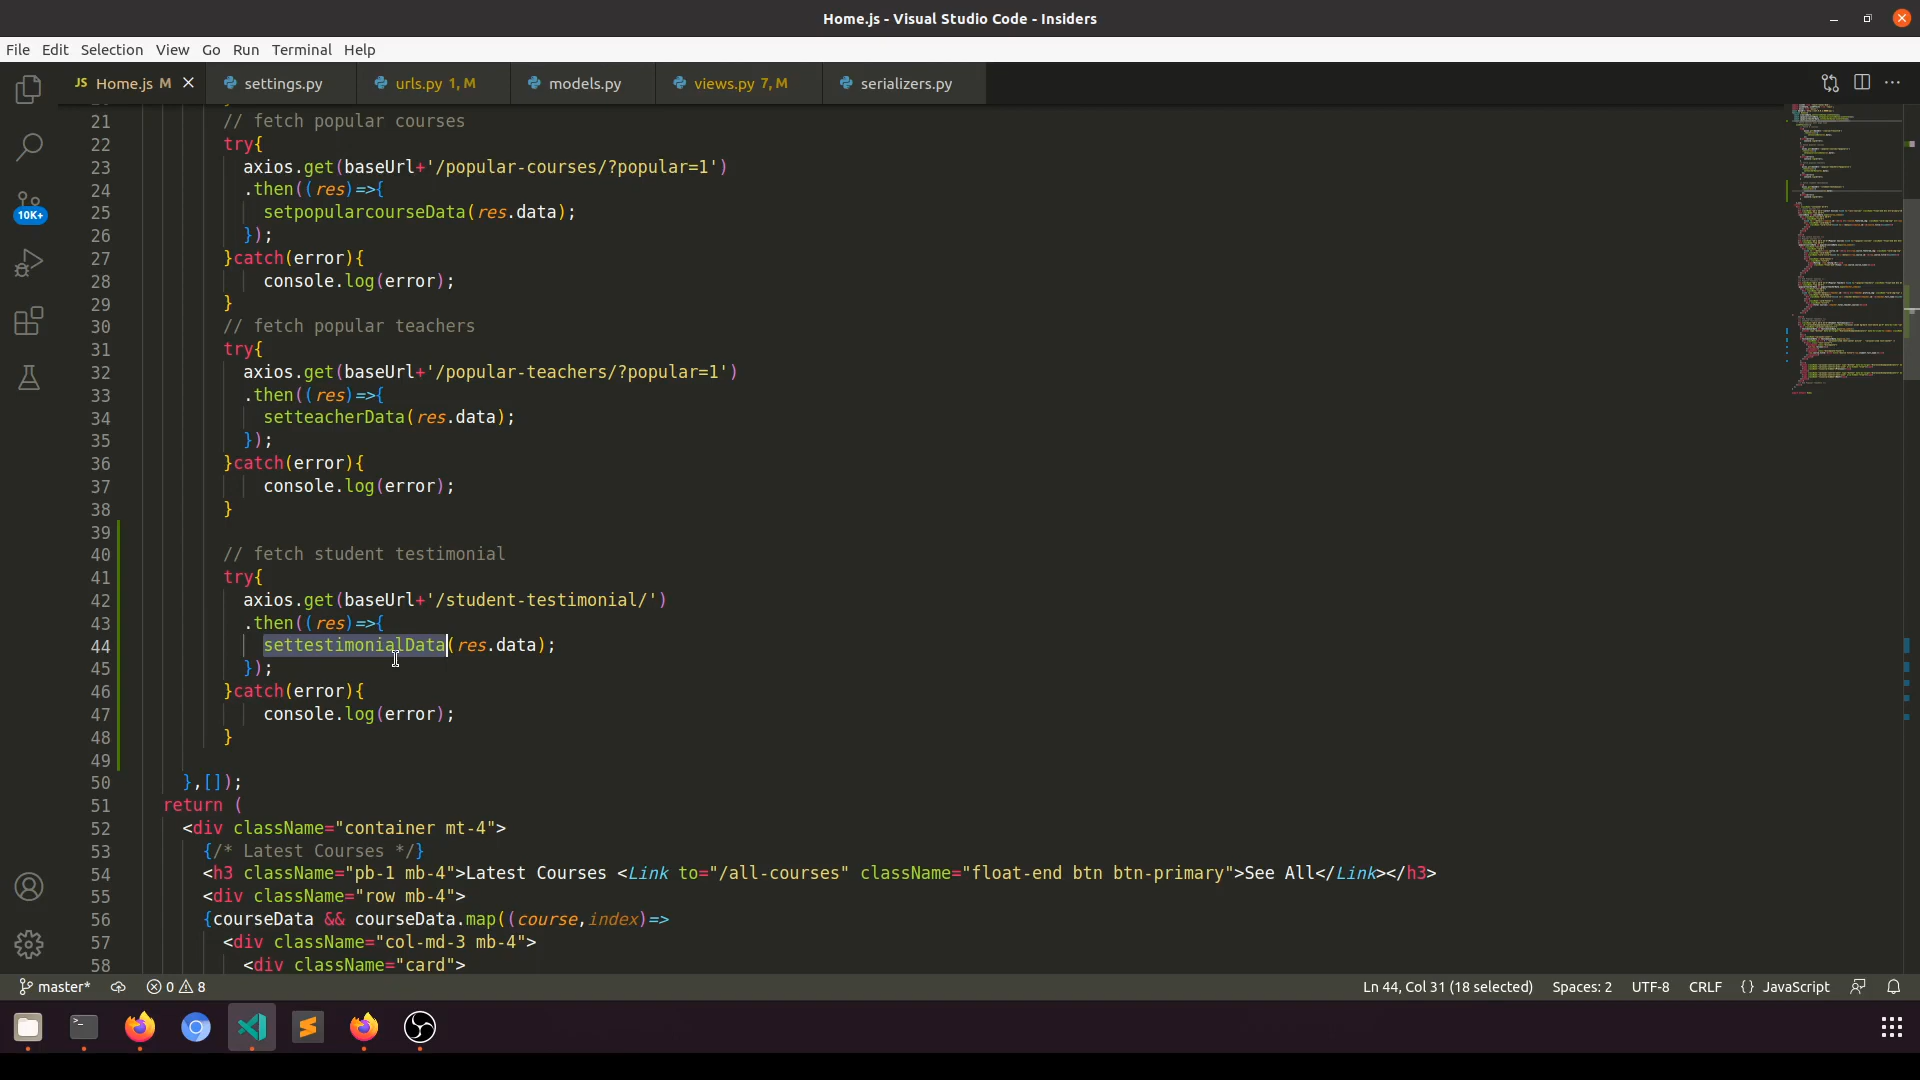 Home.js - Visual Studio Code - Insiders
File Edit Selection View Go Run Terminal Help
JS Home.js M settings.py urls.py 1, M models.py views.py 7, M serializers.py
21 // fetch popular courses
22 try{
23 axios.get(baseUrl+'/popular-courses/?popular=1')
24 .then((res)=>{
25 setpopularcourseData(res.data);
26 });
27 }catch(error){
28 console.log(error);
29 }
30 // fetch popular teachers
31 try{
32 axios.get(baseUrl+'/popular-teachers/?popular=1')
33 .then((res)=>{
34 setteacherData(res.data);
35 });
36 }catch(error){
37 console.log(error);
38 }
39
40 // fetch student testimonial
41 try{
42 axios.get(baseUrl+'/student-testimonial/')
43 .then((res)=>{
44 settestimonialData(res.data);
45 });
46 }catch(error){
47 console.log(error);
48 }
49
50 },[]);
51 return (
52 <div className="container mt-4">
53 {/* Latest Courses */}
54 <h3 className="pb-1 mb-4">Latest Courses <Link to="/all-courses" className="float-end btn btn-primary">See All</Link></h3>
55 <div className="row mb-4">
56 {courseData && courseData.map((course,index)=>
57 <div className="col-md-3 mb-4">
58 <div className="card">
10K+
master* 0 8 Ln 44, Col 31 (18 selected) Spaces: 2 UTF-8 CRLF {} JavaScript